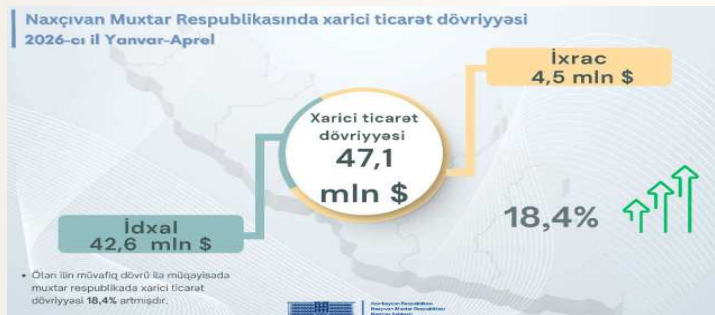 Naxçıvan Muxtar Respublikasında xarici ticarət dövriyyəsi
2026-cı il Yanvar-Aprel
İxrac
4,5 mln $
Xarici ticarət
dövriyyəsi
47,1
mln $
İdxal
42,6 mln $
18,4%
• Ötən ilin müvafiq dövrü ilə müqayisədə
muxtar respublikada xarici ticarət
dövriyyəsi 18,4% artmışdır.
Azərbaycan Respublikası
Naxçıvan Muxtar Respublikası